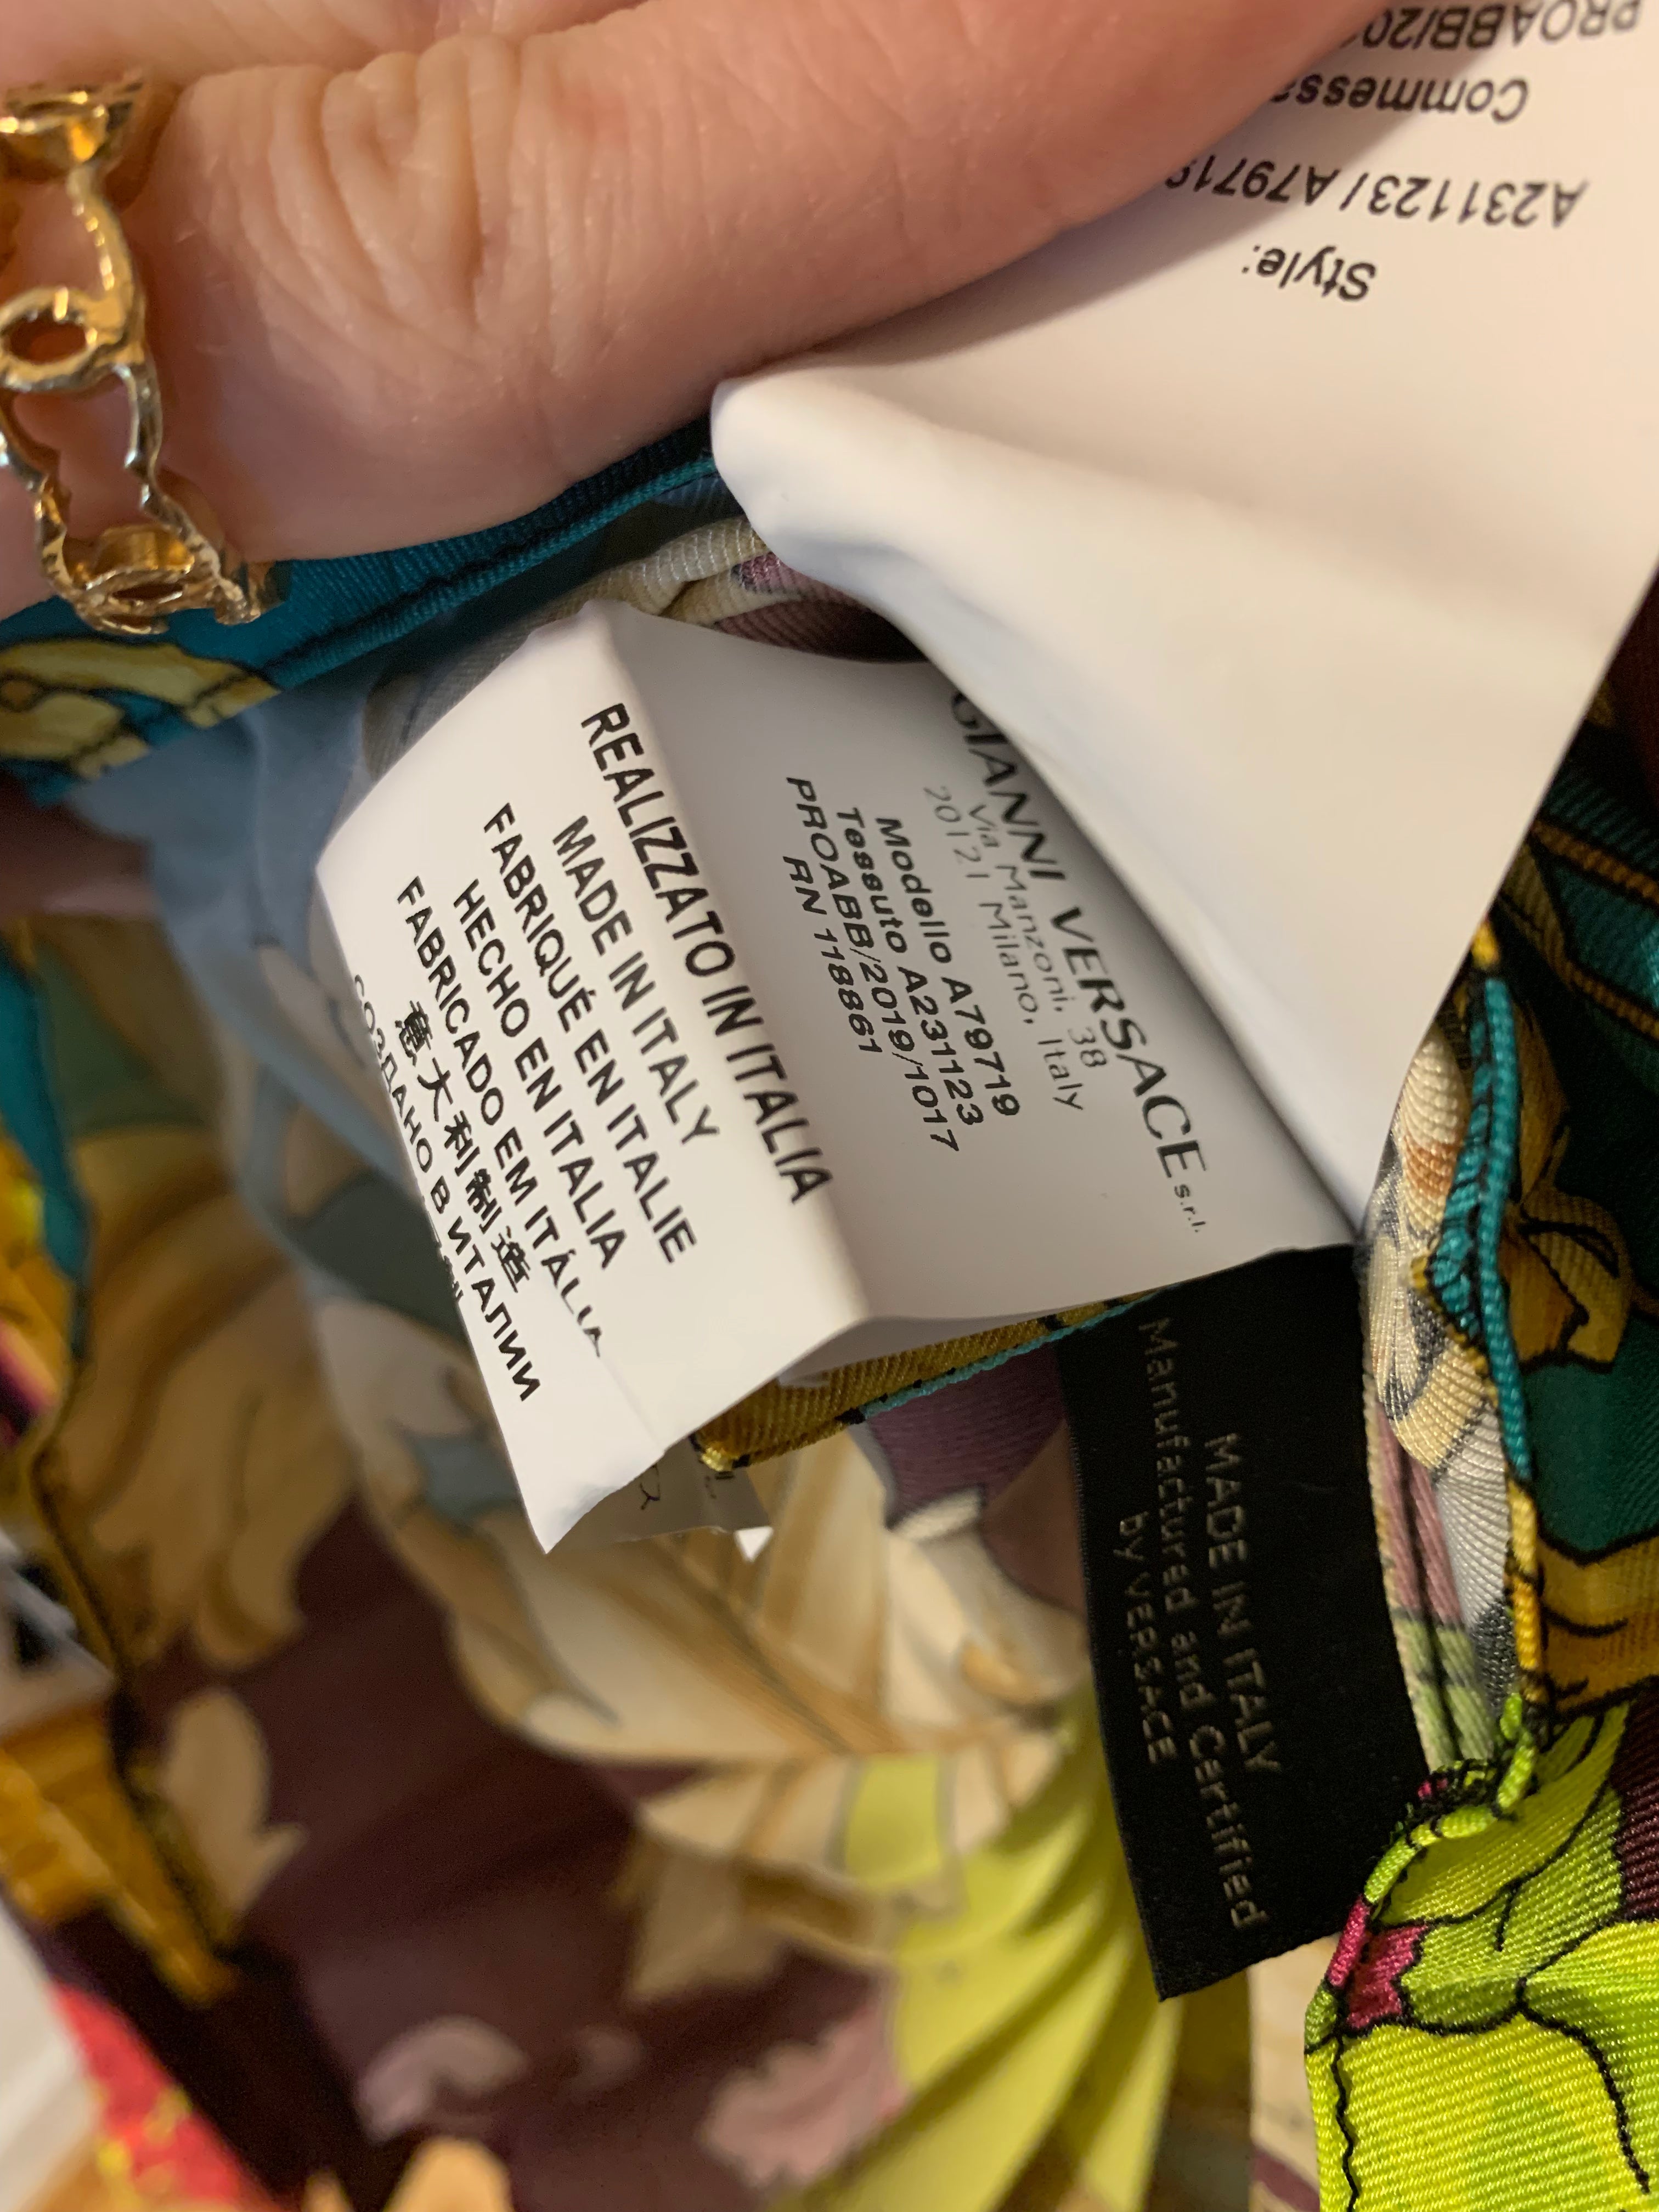 GIANNI VERSACE s.r.l.
Via Manzoni, 38
20121 Milano, Italy
Modello A79719
Tessuto A231123
PROABB/2019/1017
RN 118861
REALIZZATO IN ITALIA
MADE IN ITALY
FABRIQUÉ EN ITALIE
HECHO EN ITALIA
FABRICADO EM ITÁLIA
意大利制造
СОЗДАНО В ИТАЛИИ
MADE IN ITALY
Manufactured and Certified
by VERSACE
Style:
A231123 / A7971
Commessa
PROABB/20